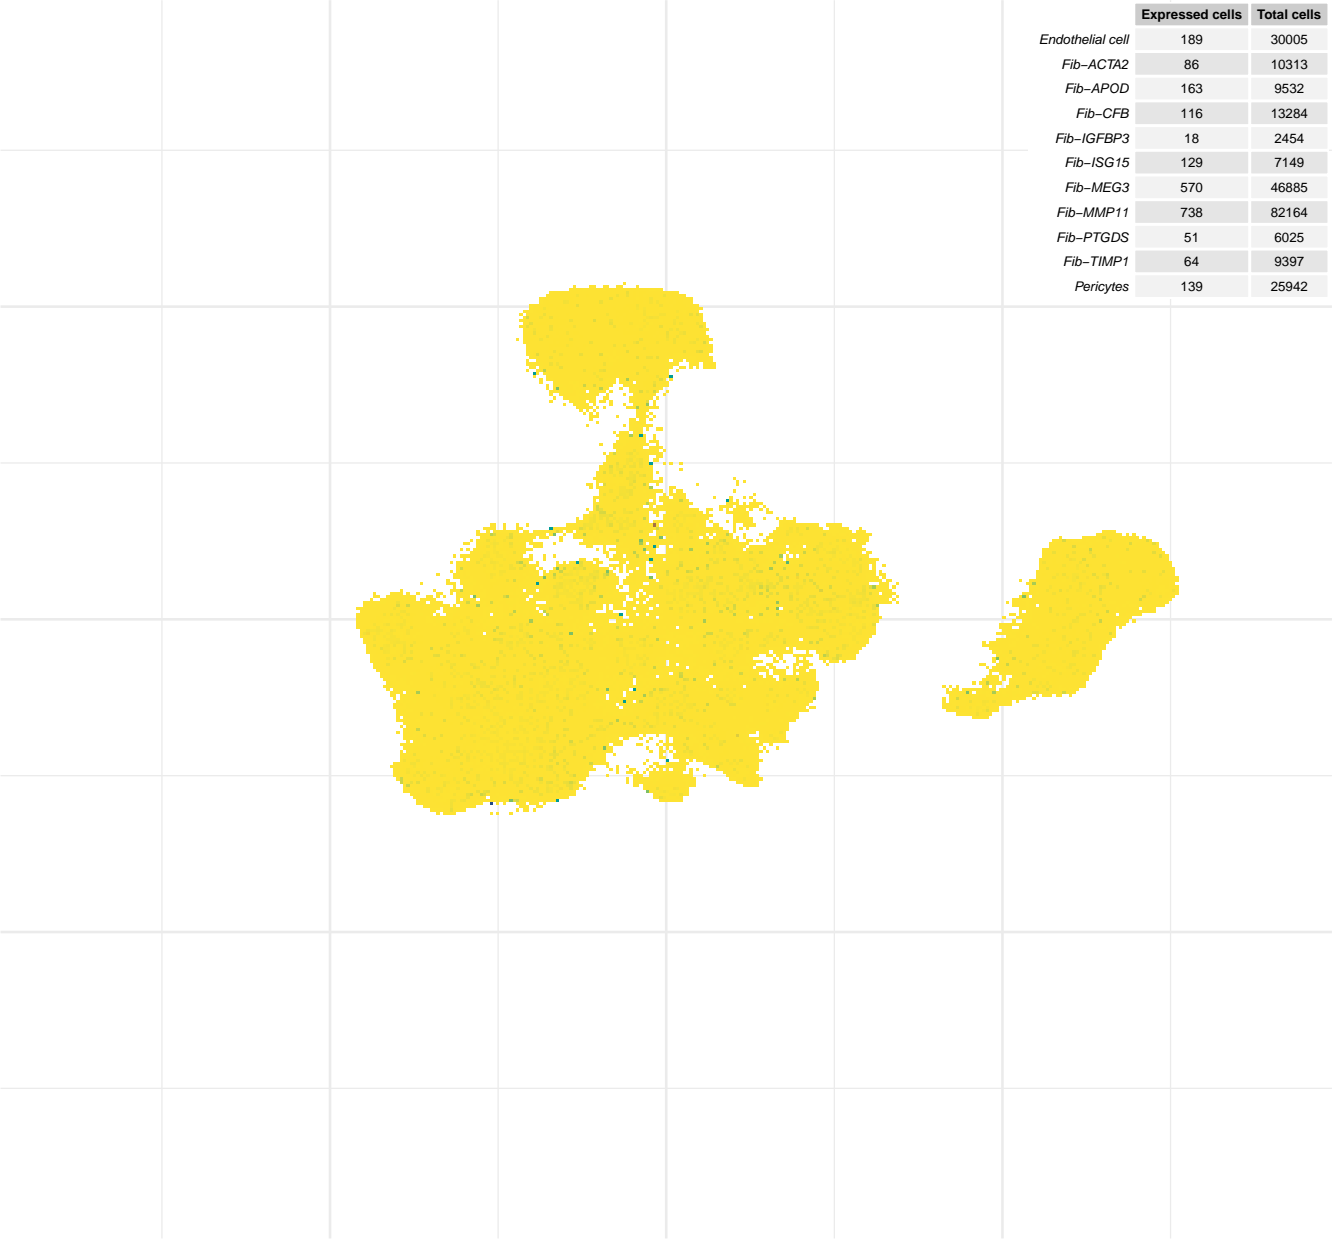 Expressed cells Total cells
Endothelial cell 189 30005
Fib−ACTA2 86 10313
Fib−APOD 163 9532
Fib−CFB 116 13284
Fib−IGFBP3 18 2454
Fib−ISG15 129 7149
Fib−MEG3 570 46885
Fib−MMP11 738 82164
Fib−PTGDS 51 6025
Fib−TIMP1 64 9397
Pericytes 139 25942